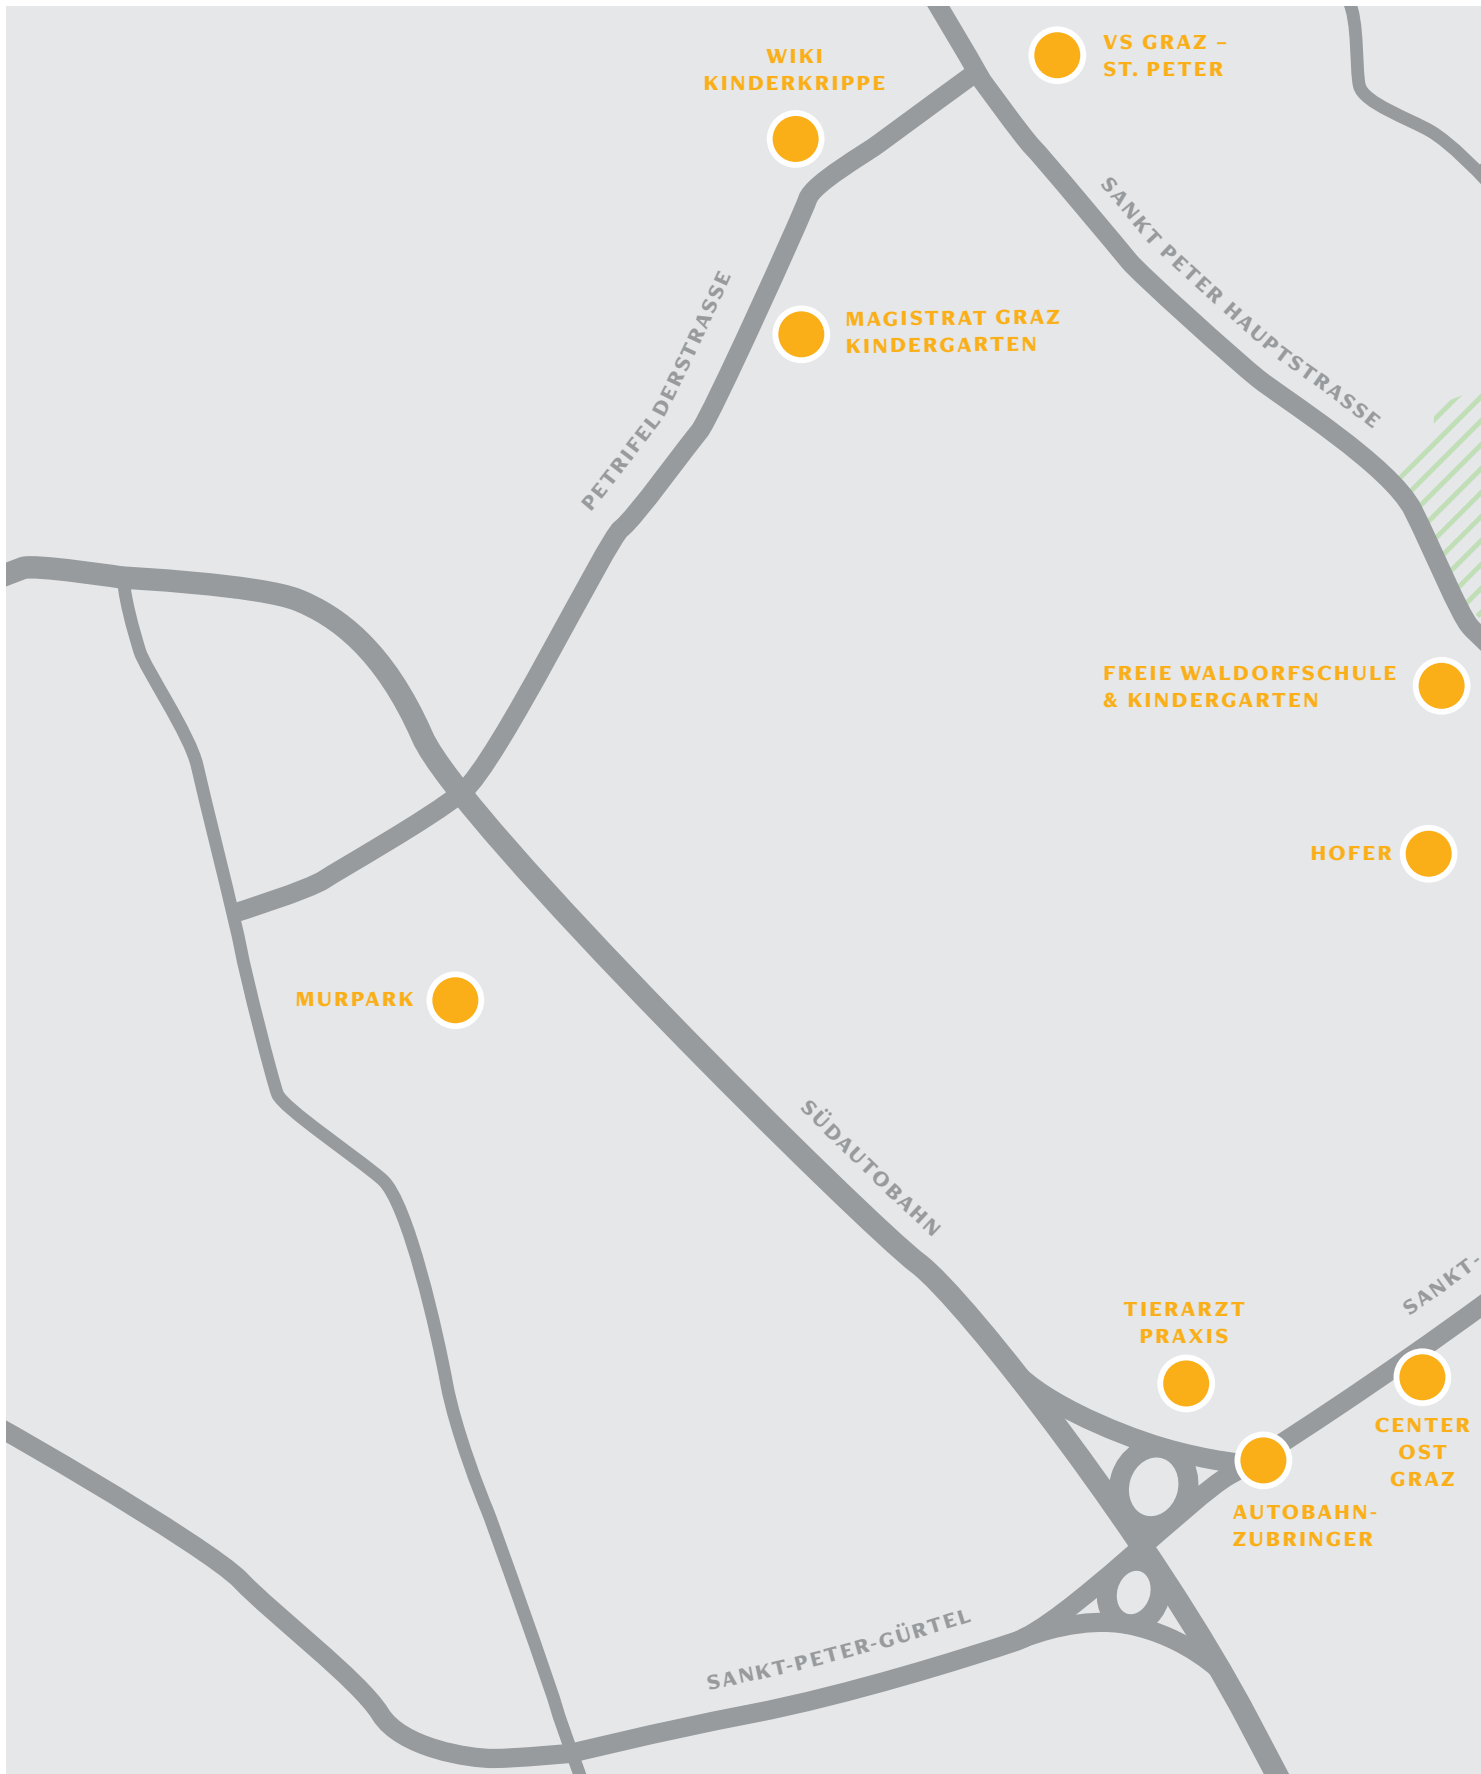 WIKI
KINDERKRIPPE
VS GRAZ –
ST. PETER
SANKT PETER HAUPTSTRASSE
PETRIFELDERSTRASSE
MAGISTRAT GRAZ
KINDERGARTEN
FREIE WALDORFSCHULE
& KINDERGARTEN
HOFER
MURPARK
SÜDAUTOBAHN
SANKT-
TIERARZT
PRAXIS
CENTER
OST
GRAZ
AUTOBAHN-
ZUBRINGER
SANKT-PETER-GÜRTEL